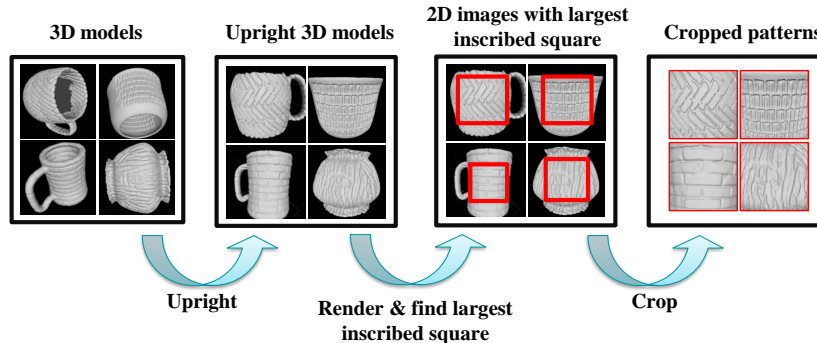 3D models
Upright 3D models
2D images with largest
inscribed square
Cropped patterns
Upright
Render & find largest
inscribed square
Crop